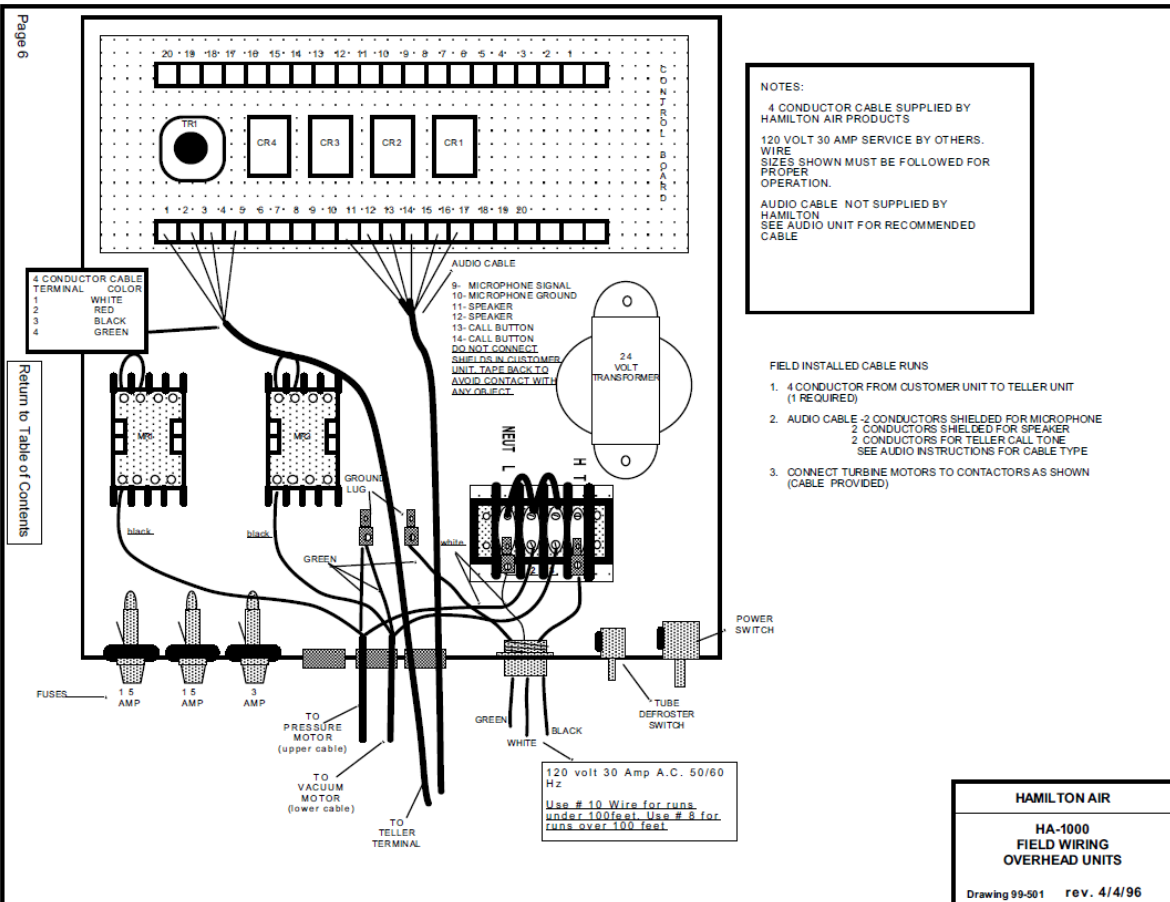 Page 6
20 19 18 17 16 15 14 13 12 11 10 9 8 7 6 5 4 3 2 1
CONTROL BOARD
TR1
CR4
CR3
CR2
CR1
1 2 3 4 5 6 7 8 9 10 11 12 13 14 15 16 17 18 19 20
4 CONDUCTOR CABLE
TERMINAL COLOR
1 WHITE
2 RED
3 BLACK
4 GREEN
AUDIO CABLE
9- MICROPHONE SIGNAL
10- MICROPHONE GROUND
11- SPEAKER
12- SPEAKER
13- CALL BUTTON
14- CALL BUTTON
DO NOT CONNECT
SHIELDS IN CUSTOMER
UNIT. TAPE BACK TO
AVOID CONTACT WITH
ANY OBJECT
24
VOLT
TRANSFORMER
NOTES:
4 CONDUCTOR CABLE SUPPLIED BY
HAMILTON AIR PRODUCTS
120 VOLT 30 AMP SERVICE BY OTHERS.
WIRE
SIZES SHOWN MUST BE FOLLOWED FOR
PROPER
OPERATION.
AUDIO CABLE NOT SUPPLIED BY
HAMILTON
SEE AUDIO UNIT FOR RECOMMENDED
CABLE
FIELD INSTALLED CABLE RUNS
1. 4 CONDUCTOR FROM CUSTOMER UNIT TO TELLER UNIT
(1 REQUIRED)
2. AUDIO CABLE -2 CONDUCTORS SHIELDED FOR MICROPHONE
2 CONDUCTORS SHIELDED FOR SPEAKER
2 CONDUCTORS FOR TELLER CALL TONE
SEE AUDIO INSTRUCTIONS FOR CABLE TYPE
3. CONNECT TURBINE MOTORS TO CONTACTORS AS SHOWN
(CABLE PROVIDED)
Return to Table of Contents
MR1
NEUT L
H T
GROUND
LUG
black
black
white
GREEN
2
POWER
SWITCH
TUBE
DEFROSTER
SWITCH
FUSES
15
AMP
15
AMP
3
AMP
TO
PRESSURE
MOTOR
(upper cable)
TO
VACUUM
MOTOR
(lower cable)
TO
TELLER
TERMINAL
GREEN
WHITE
BLACK
120 volt 30 Amp A.C. 50/60
Hz
Use # 10 Wire for runs
under 100feet. Use # 8 for
runs over 100 feet
HAMILTON AIR
HA-1000
FIELD WIRING
OVERHEAD UNITS
Drawing 99-501 rev. 4/4/96